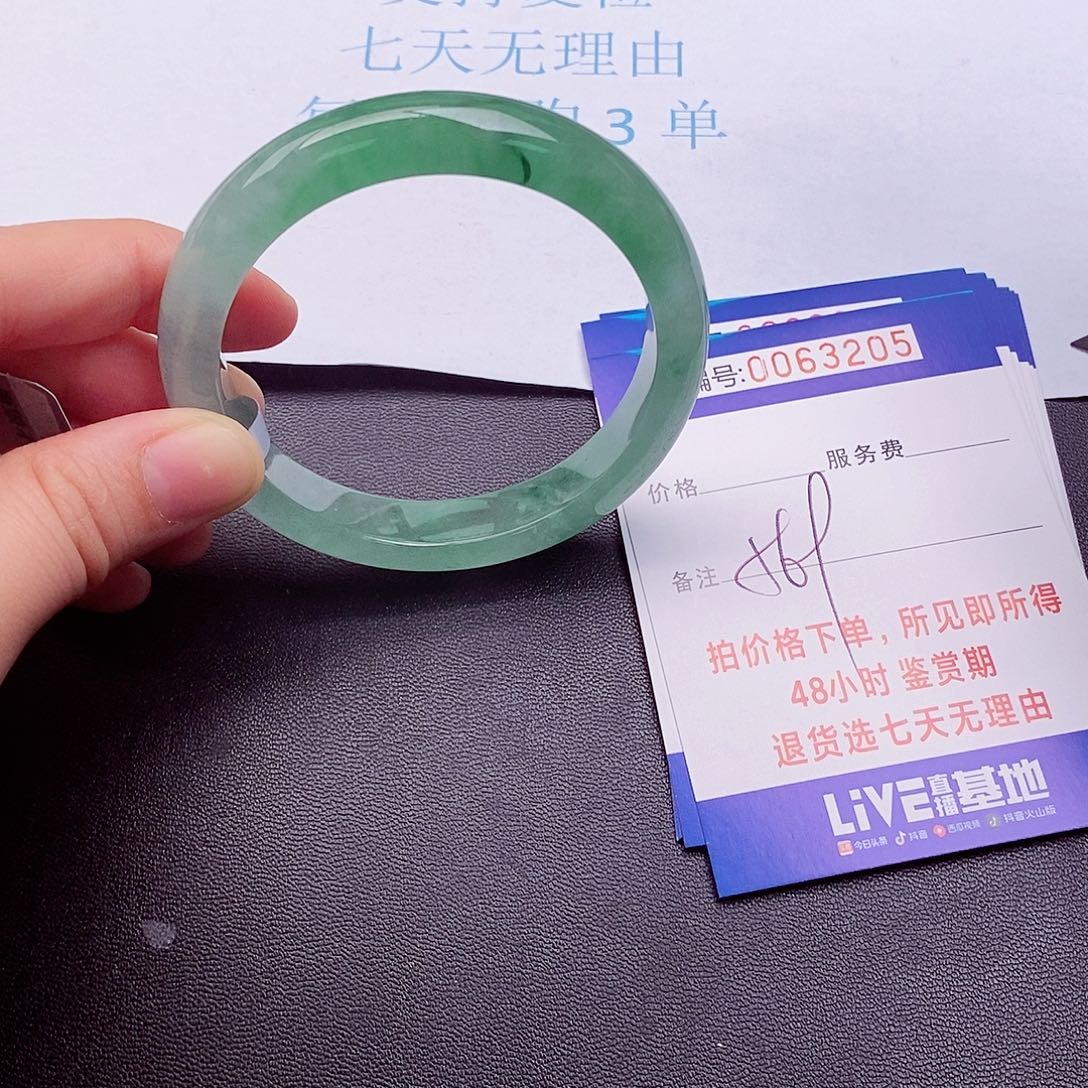 七天无理由
3 单
编号:0063205
服务费
价格
备注
拍价格下单，所见即所得
48小时 鉴赏期
退货选七天无理由
LiVE直播基地
今日头条 抖音 西瓜视频 抖音火山版